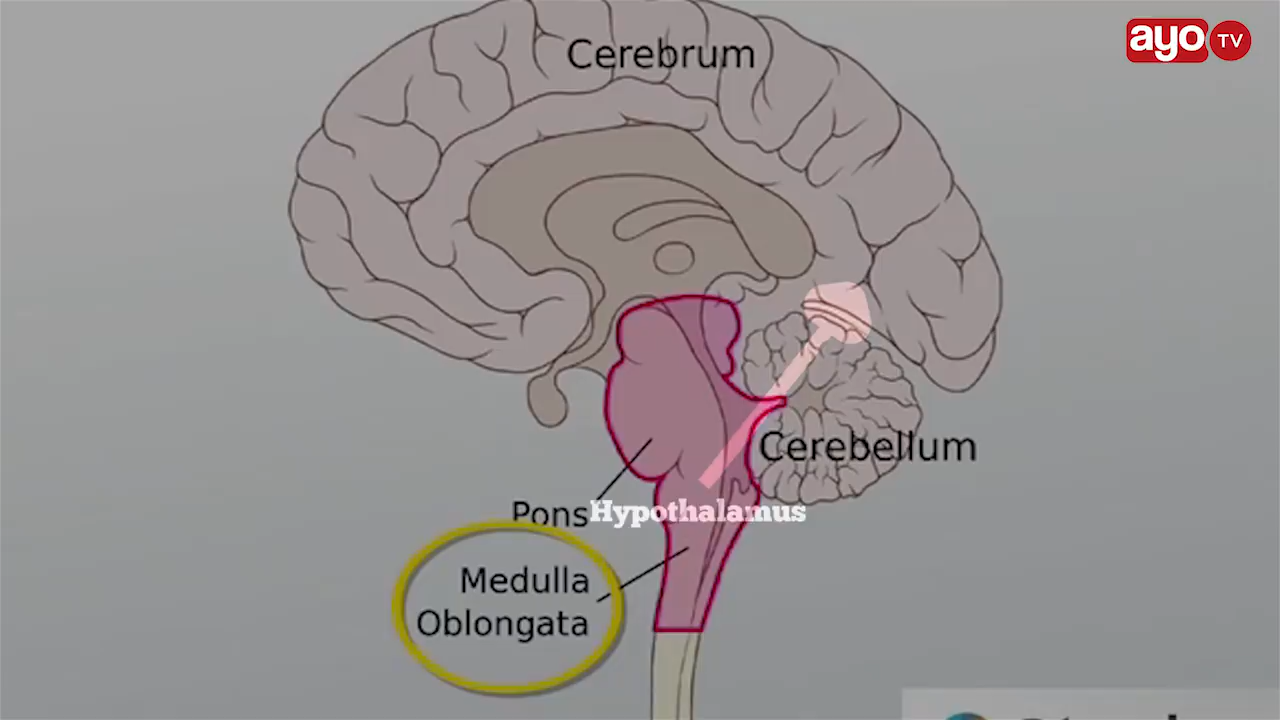 Cerebrum
ayo TV
Cerebellum
Pons
Hypothalamus
Medulla
Oblongata